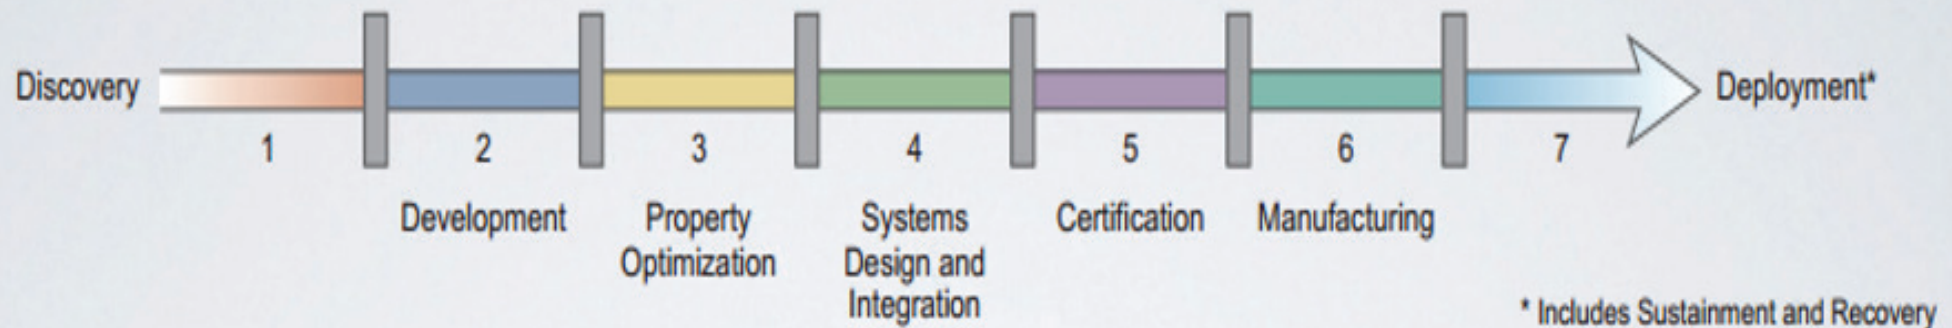 Discovery
Deployment*
1
2
3
4
5
6
7
Development
Property
Optimization
Systems
Design and
Integration
Certification
Manufacturing
* Includes Sustainment and Recovery